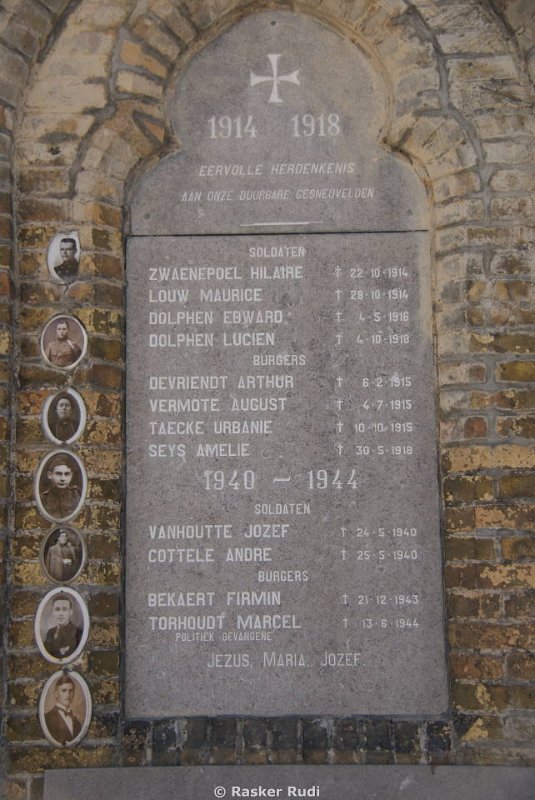 1914 1918
EERVOLLE HERDENKENIS
AAN ONZE DUURBARE GESNEUVELDEN
SOLDATEN
ZWAENEPOEL HILAIRE † 22·10·1914
LOUW MAURICE † 28·10·1914
DOLPHEN EDWARD † 4·5·1916
DOLPHEN LUCIEN † 4·10·1918
BURGERS
DEVRIENDT ARTHUR † 6·2·1915
VERMOTE AUGUST † 4·7·1915
TAECKE URBANIE † 10·10·1915
SEYS AMELIE † 30·5·1918
1940 — 1944
SOLDATEN
VANHOUTTE JOZEF † 24·5·1940
COTTELE ANDRE † 25·5·1940
BURGERS
BEKAERT FIRMIN † 21·12·1943
TORHOUDT MARCEL † 13·6·1944
POLITIEK GEVANGENE
JEZUS, MARIA, JOZEF.
© Rasker Rudi